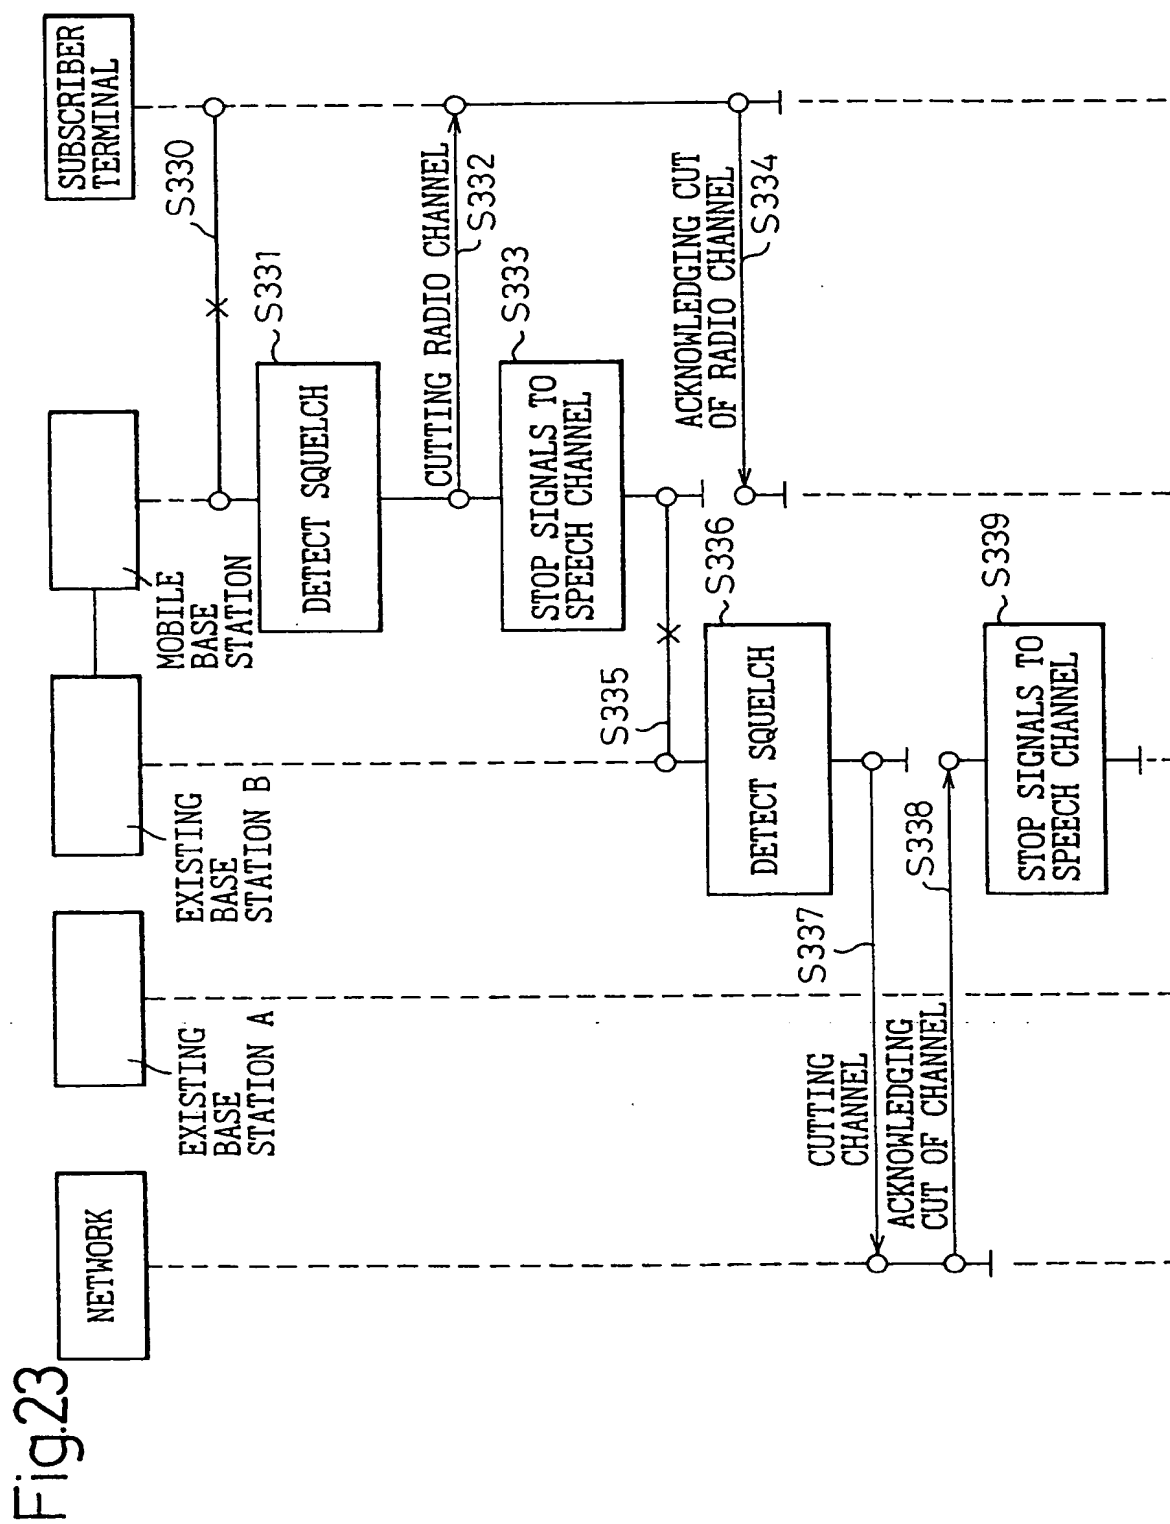 Fig.23
NETWORK
EXISTING
BASE
STATION A
EXISTING
BASE
STATION B
MOBILE
BASE
STATION
SUBSCRIBER
TERMINAL
S330
DETECT SQUELCH
S331
CUTTING RADIO CHANNEL
S332
STOP SIGNALS TO
SPEECH CHANNEL
S333
ACKNOWLEDGING CUT
OF RADIO CHANNEL
S334
S335
DETECT SQUELCH
S336
CUTTING
CHANNEL
S337
ACKNOWLEDGING
CUT OF CHANNEL
S338
STOP SIGNALS TO
SPEECH CHANNEL
S339